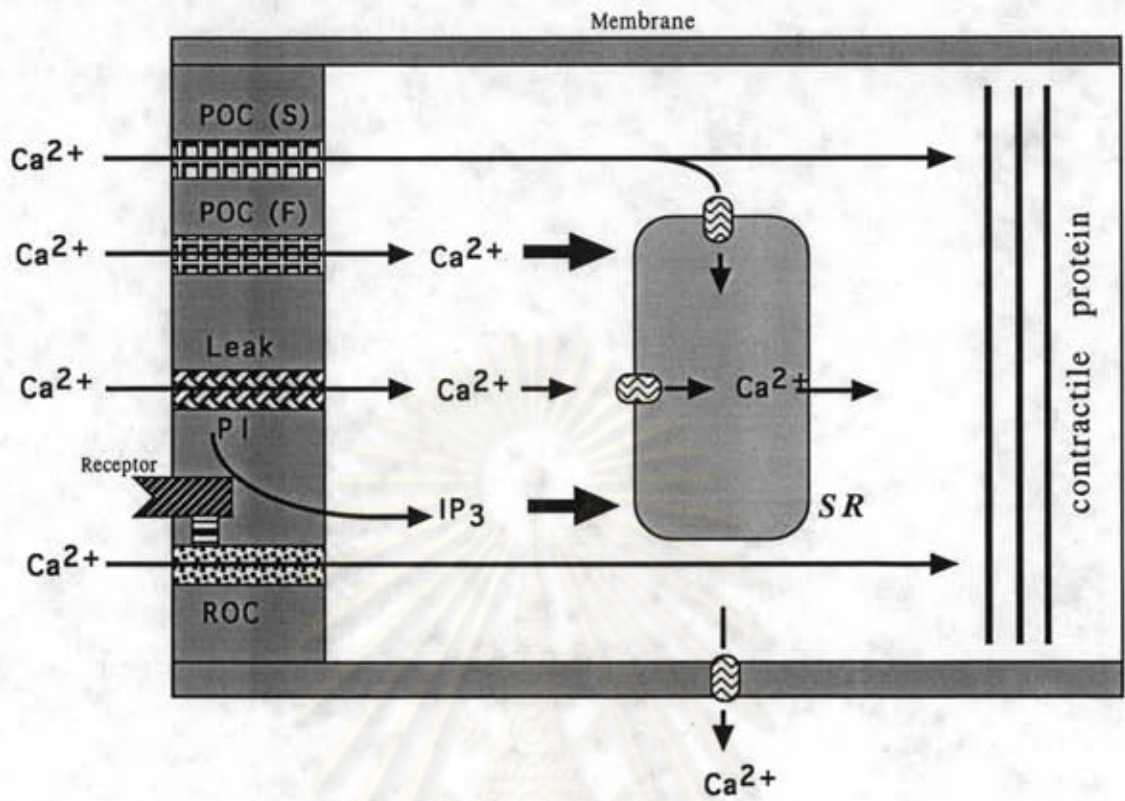 Membrane
POC (S)
Ca2+
POC (F)
Ca2+
Ca2+
Leak
Ca2+
Ca2+
Ca2+
PI
Receptor
IP3
SR
Ca2+
ROC
Ca2+
contractile protein